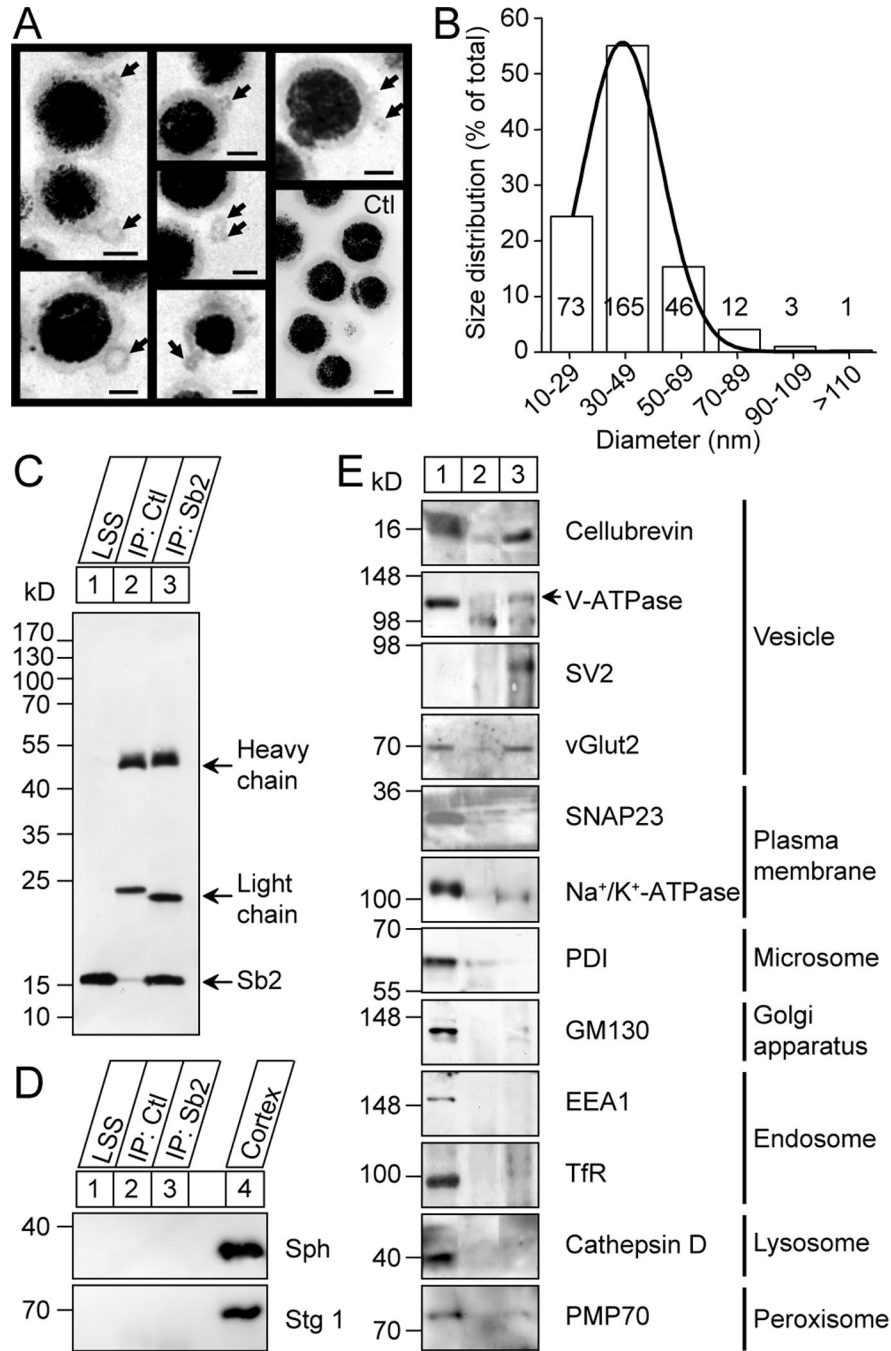 A
Ctl
B
Size distribution (% of total)
60
50
40
30
20
10
0
73 165 46 12 3 1
10-29 30-49 50-69 70-89 90-109 >110
Diameter (nm)
C
LSS IP: Ctl IP: Sb2
kD 1 2 3
170
130
100
70
55
40
35
25
15
10
Heavy
chain
Light
chain
Sb2
D
LSS IP: Ctl IP: Sb2 Cortex
1 2 3 4
40
Sph
70
Stg 1
E
kD 1 2 3
16 Cellubrevin
148
98 V-ATPase
98
SV2
70 vGlut2
Vesicle
36
SNAP23
100 Na⁺/K⁺-ATPase
Plasma
membrane
70
55 PDI Microsome
148 GM130 Golgi
apparatus
148 EEA1
100 TfR
Endosome
40 Cathepsin D Lysosome
70 PMP70 Peroxisome